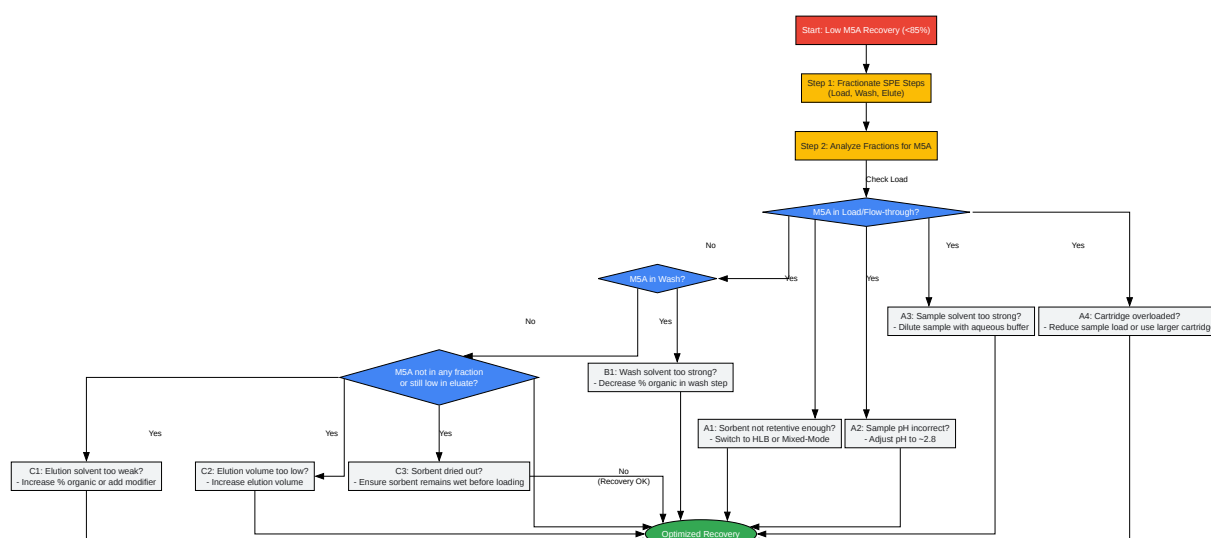 Start: Low M5A Recovery (<85%)
Step 1: Fractionate SPE Steps
(Load, Wash, Elute)
Step 2: Analyze Fractions for M5A
Check Load
M5A in Load/Flow-through?
No
Yes
Yes
M5A in Wash?
Yes
Yes
A3: Sample solvent too strong?
- Dilute sample with aqueous buffer
A4: Cartridge overloaded?
- Reduce sample load or use larger cartridg
No
Yes
M5A not in any fraction
or still low in eluate?
B1: Wash solvent too strong?
- Decrease % organic in wash step
A1: Sorbent not retentive enough?
- Switch to HLB or Mixed-Mode
A2: Sample pH incorrect?
- Adjust pH to ~2.8
Yes
Yes
Yes
C1: Elution solvent too weak?
- Increase % organic or add modifier
C2: Elution volume too low?
- Increase elution volume
C3: Sorbent dried out?
- Ensure sorbent remains wet before loading
No
(Recovery OK)
Optimized Recovery